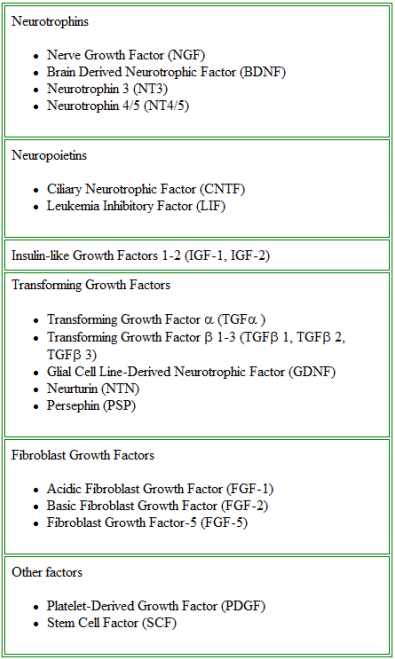 Neurotrophins
• Nerve Growth Factor (NGF)
• Brain Derived Neurotrophic Factor (BDNF)
• Neurotrophin 3 (NT3)
• Neurotrophin 4/5 (NT4/5)
Neuropoietins
• Ciliary Neurotrophic Factor (CNTF)
• Leukemia Inhibitory Factor (LIF)
Insulin-like Growth Factors 1-2 (IGF-1, IGF-2)
Transforming Growth Factors
• Transforming Growth Factor α (TGFα )
• Transforming Growth Factor β 1-3 (TGFβ 1, TGFβ 2,
TGFβ 3)
• Glial Cell Line-Derived Neurotrophic Factor (GDNF)
• Neurturin (NTN)
• Persephin (PSP)
Fibroblast Growth Factors
• Acidic Fibroblast Growth Factor (FGF-1)
• Basic Fibroblast Growth Factor (FGF-2)
• Fibroblast Growth Factor-5 (FGF-5)
Other factors
• Platelet-Derived Growth Factor (PDGF)
• Stem Cell Factor (SCF)